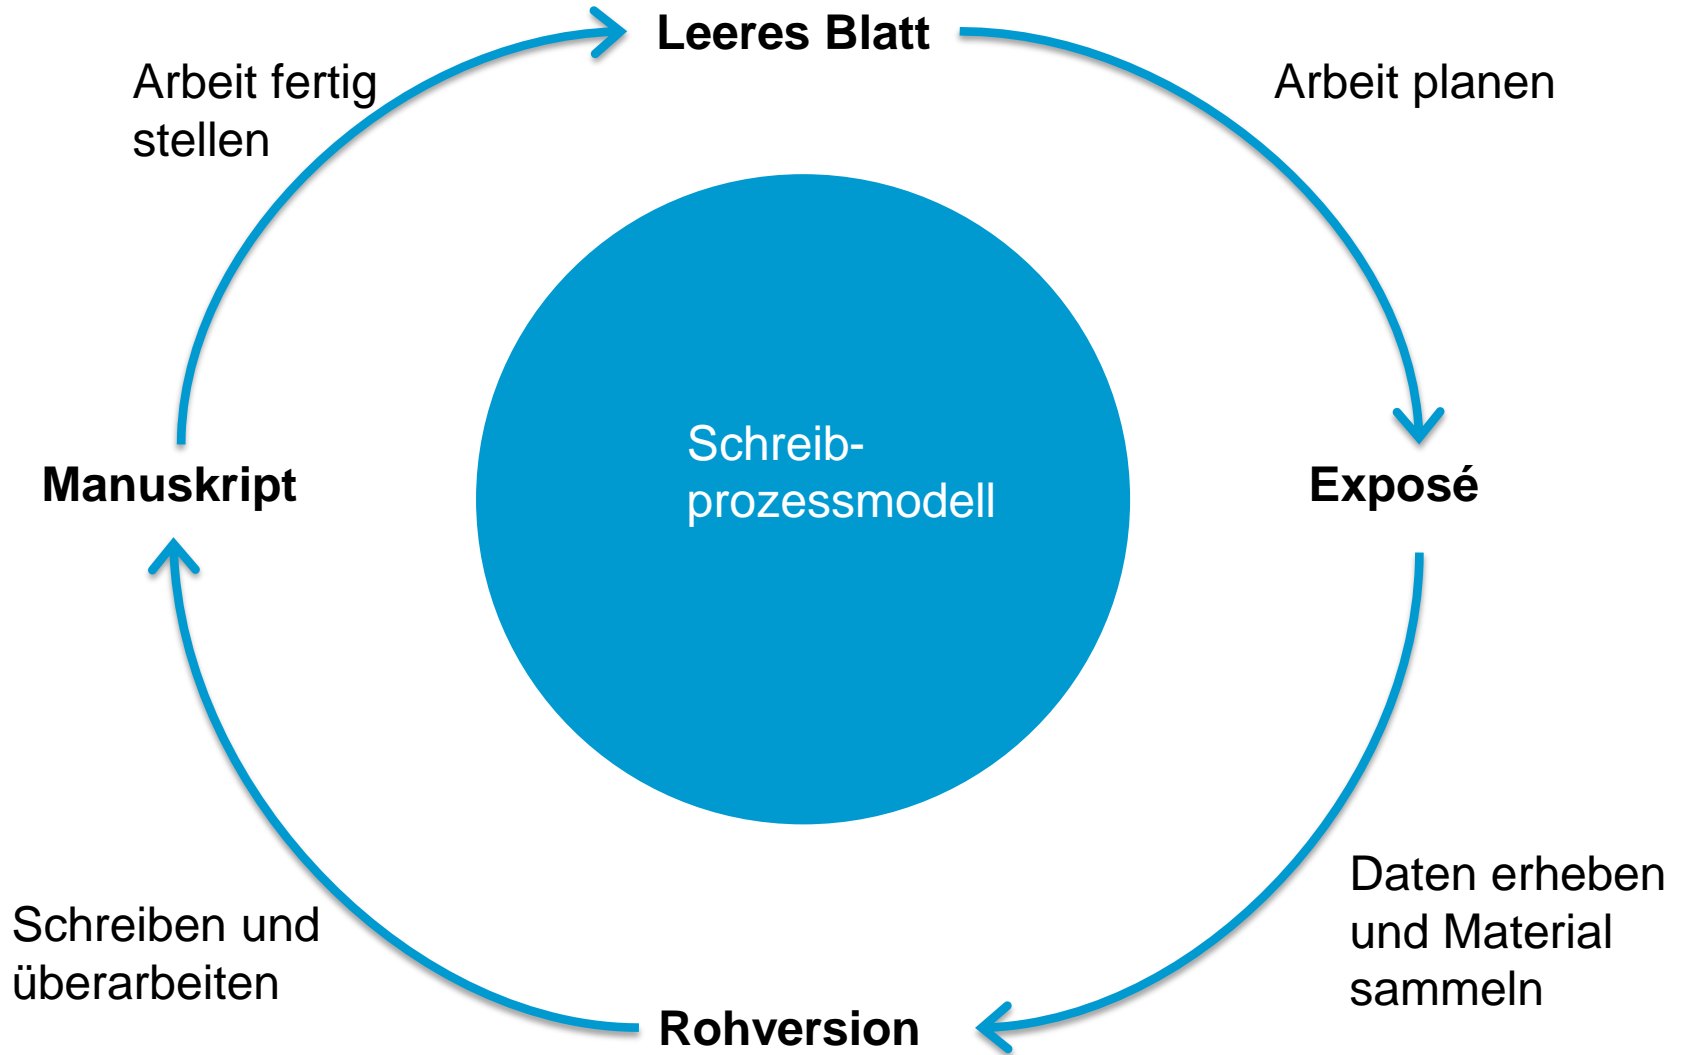 Leeres Blatt
Arbeit planen
Exposé
Daten erheben
und Material
sammeln
Rohversion
Schreiben und
überarbeiten
Manuskript
Arbeit fertig
stellen
Schreib-
prozessmodell